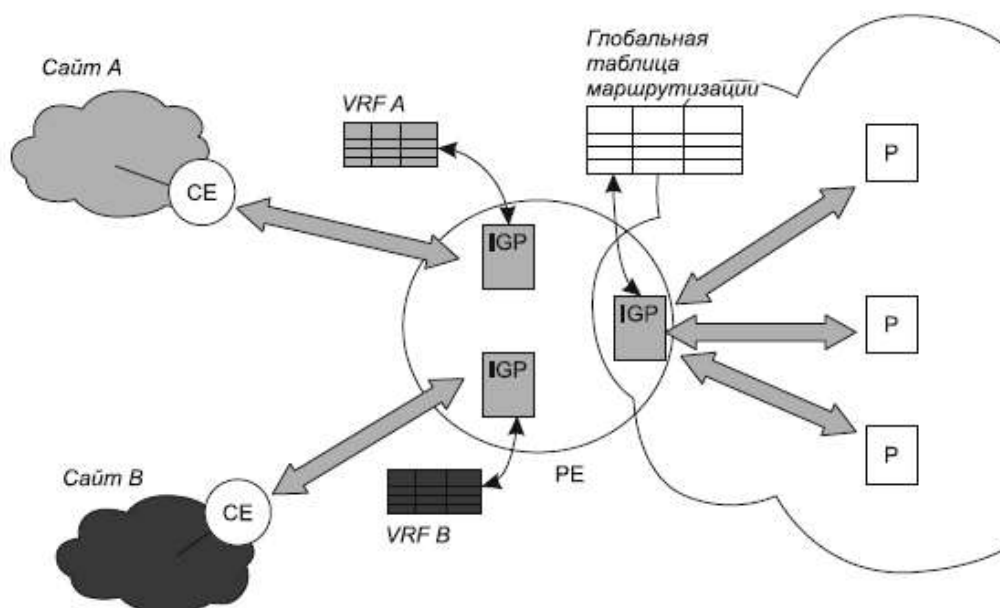 Глобальная
таблица
маршрутизации
Сайт А
VRF A
P
CE
IGP
IGP
P
IGP
P
Сайт В
PE
CE
VRF B